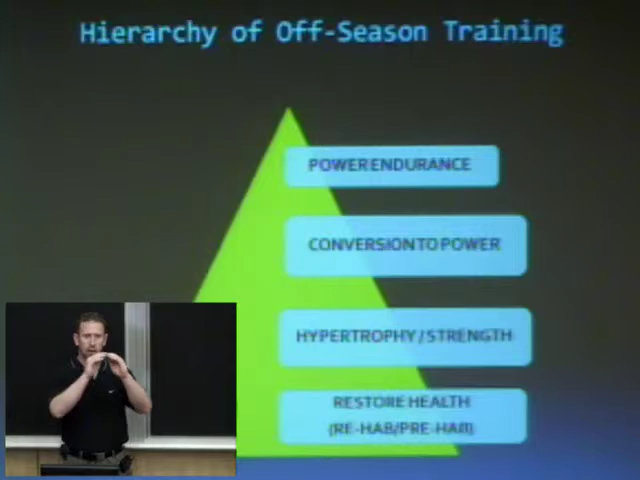 Hierarchy of Off-Season Training
POWER ENDURANCE
CONVERSION TO POWER
HYPERTROPHY / STRENGTH
RESTORE HEALTH
(RE-HAB/PRE-HAB)